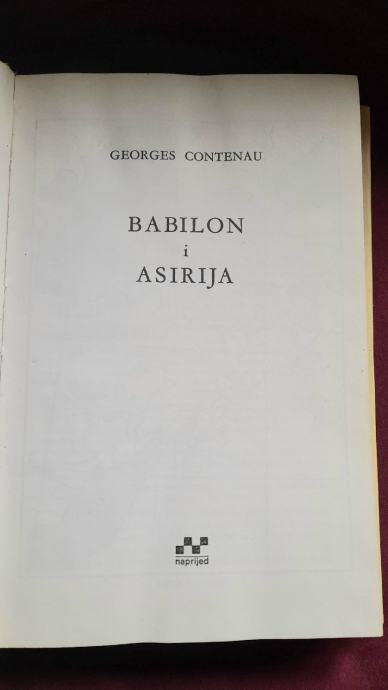 GEORGES CONTENAU
BABILON
i
ASIRIJA
naprijed